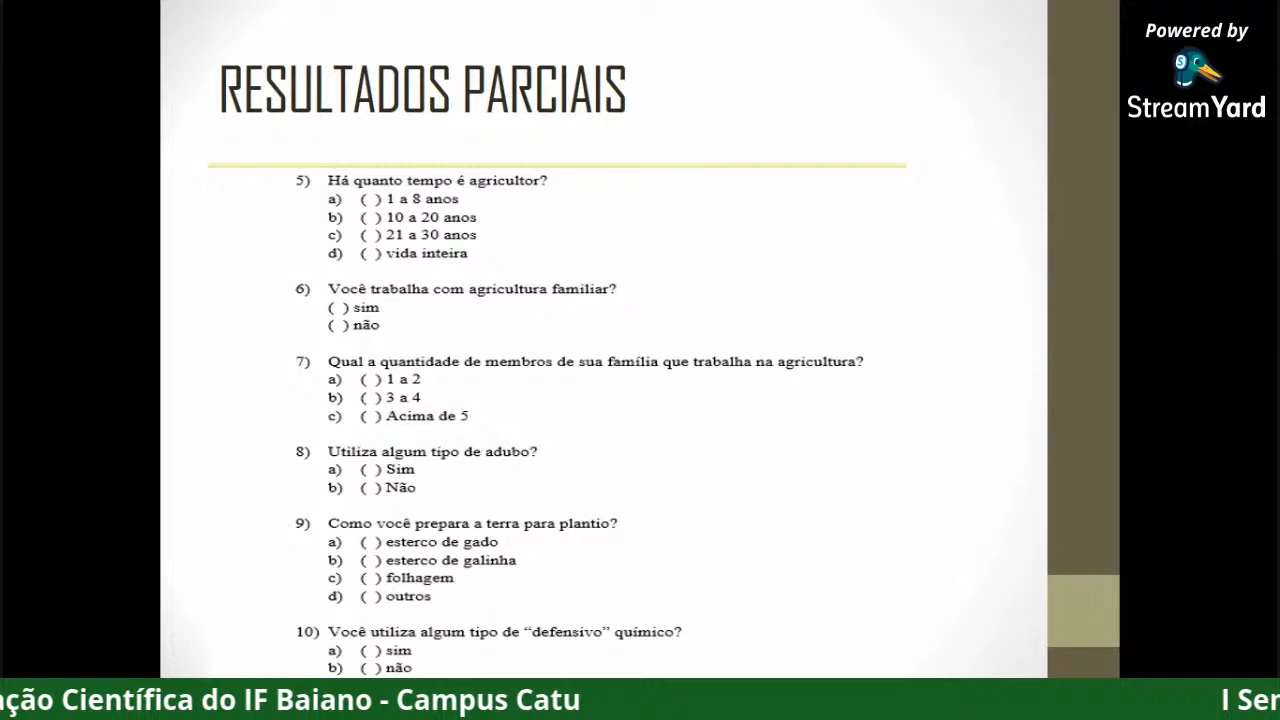 Powered by
StreamYard
RESULTADOS PARCIAIS
5) Há quanto tempo é agricultor?
a) ( ) 1 a 8 anos
b) ( ) 10 a 20 anos
c) ( ) 21 a 30 anos
d) ( ) vida inteira
6) Você trabalha com agricultura familiar?
( ) sim
( ) não
7) Qual a quantidade de membros de sua família que trabalha na agricultura?
a) ( ) 1 a 2
b) ( ) 3 a 4
c) ( ) Acima de 5
8) Utiliza algum tipo de adubo?
a) ( ) Sim
b) ( ) Não
9) Como você prepara a terra para plantio?
a) ( ) esterco de gado
b) ( ) esterco de galinha
c) ( ) folhagem
d) ( ) outros
10) Você utiliza algum tipo de “defensivo” químico?
a) ( ) sim
b) ( ) não
ação Científica do IF Baiano - Campus Catu I Ser